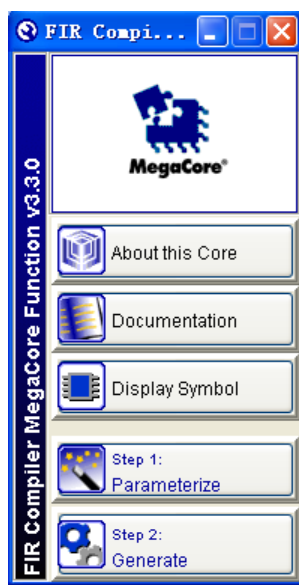 FIR Compi...
MegaCore®
FIR Compiler MegaCore Function v3.3.0
About this Core
Documentation
Display Symbol
Step 1:
Parameterize
Step 2:
Generate